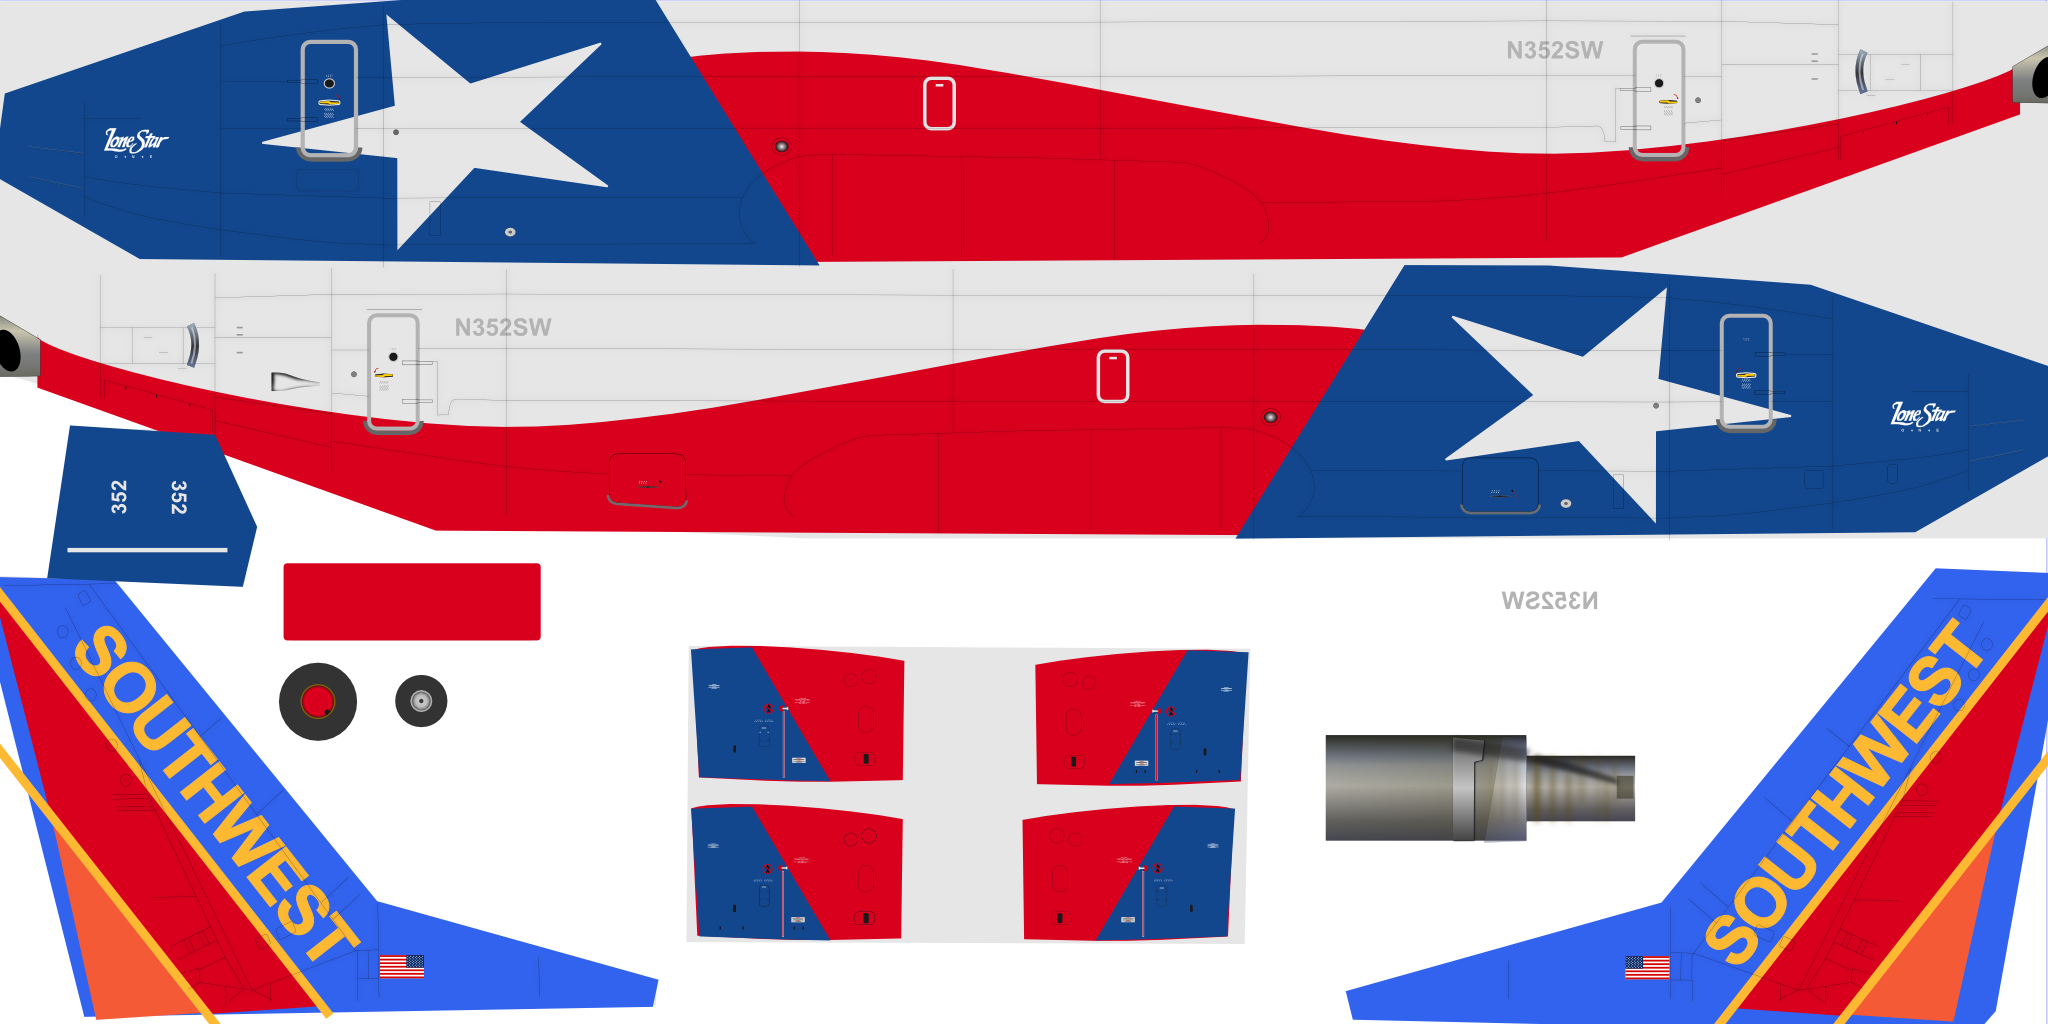 N352SW
Lone Star
O • N • E
N352SW
Lone Star
O • N • E
352
352
N352SW
SOUTHWEST
SOUTHWEST